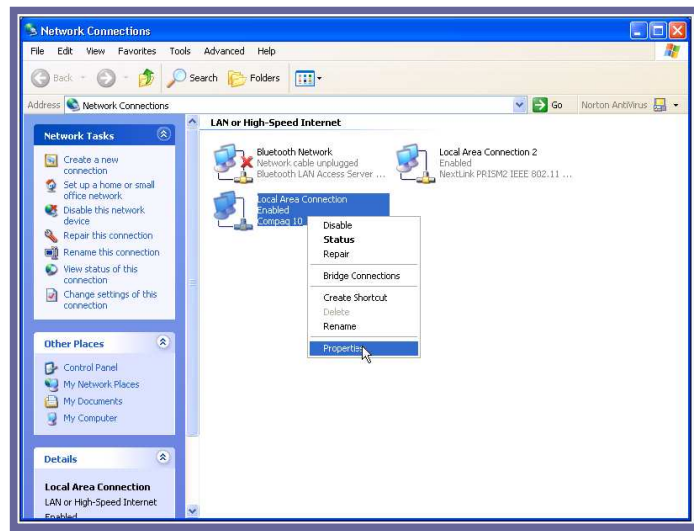 Network Connections
File Edit View Favorites Tools Advanced Help
Back Search Folders
Address Network Connections Go Norton AntiVirus
Network Tasks
Create a new
connection
Set up a home or small
office network
Disable this network
device
Repair this connection
Rename this connection
View status of this
connection
Change settings of this
connection
Other Places
Control Panel
My Network Places
My Documents
My Computer
Details
Local Area Connection
LAN or High-Speed Internet
Enabled
LAN or High-Speed Internet
Bluetooth Network
Network cable unplugged
Bluetooth LAN Access Server ...
Local Area Connection 2
Enabled
NextLink PRISM2 IEEE 802.11 ...
Local Area Connection
Enabled
Compaq 10
Disable
Status
Repair
Bridge Connections
Create Shortcut
Delete
Rename
Properties